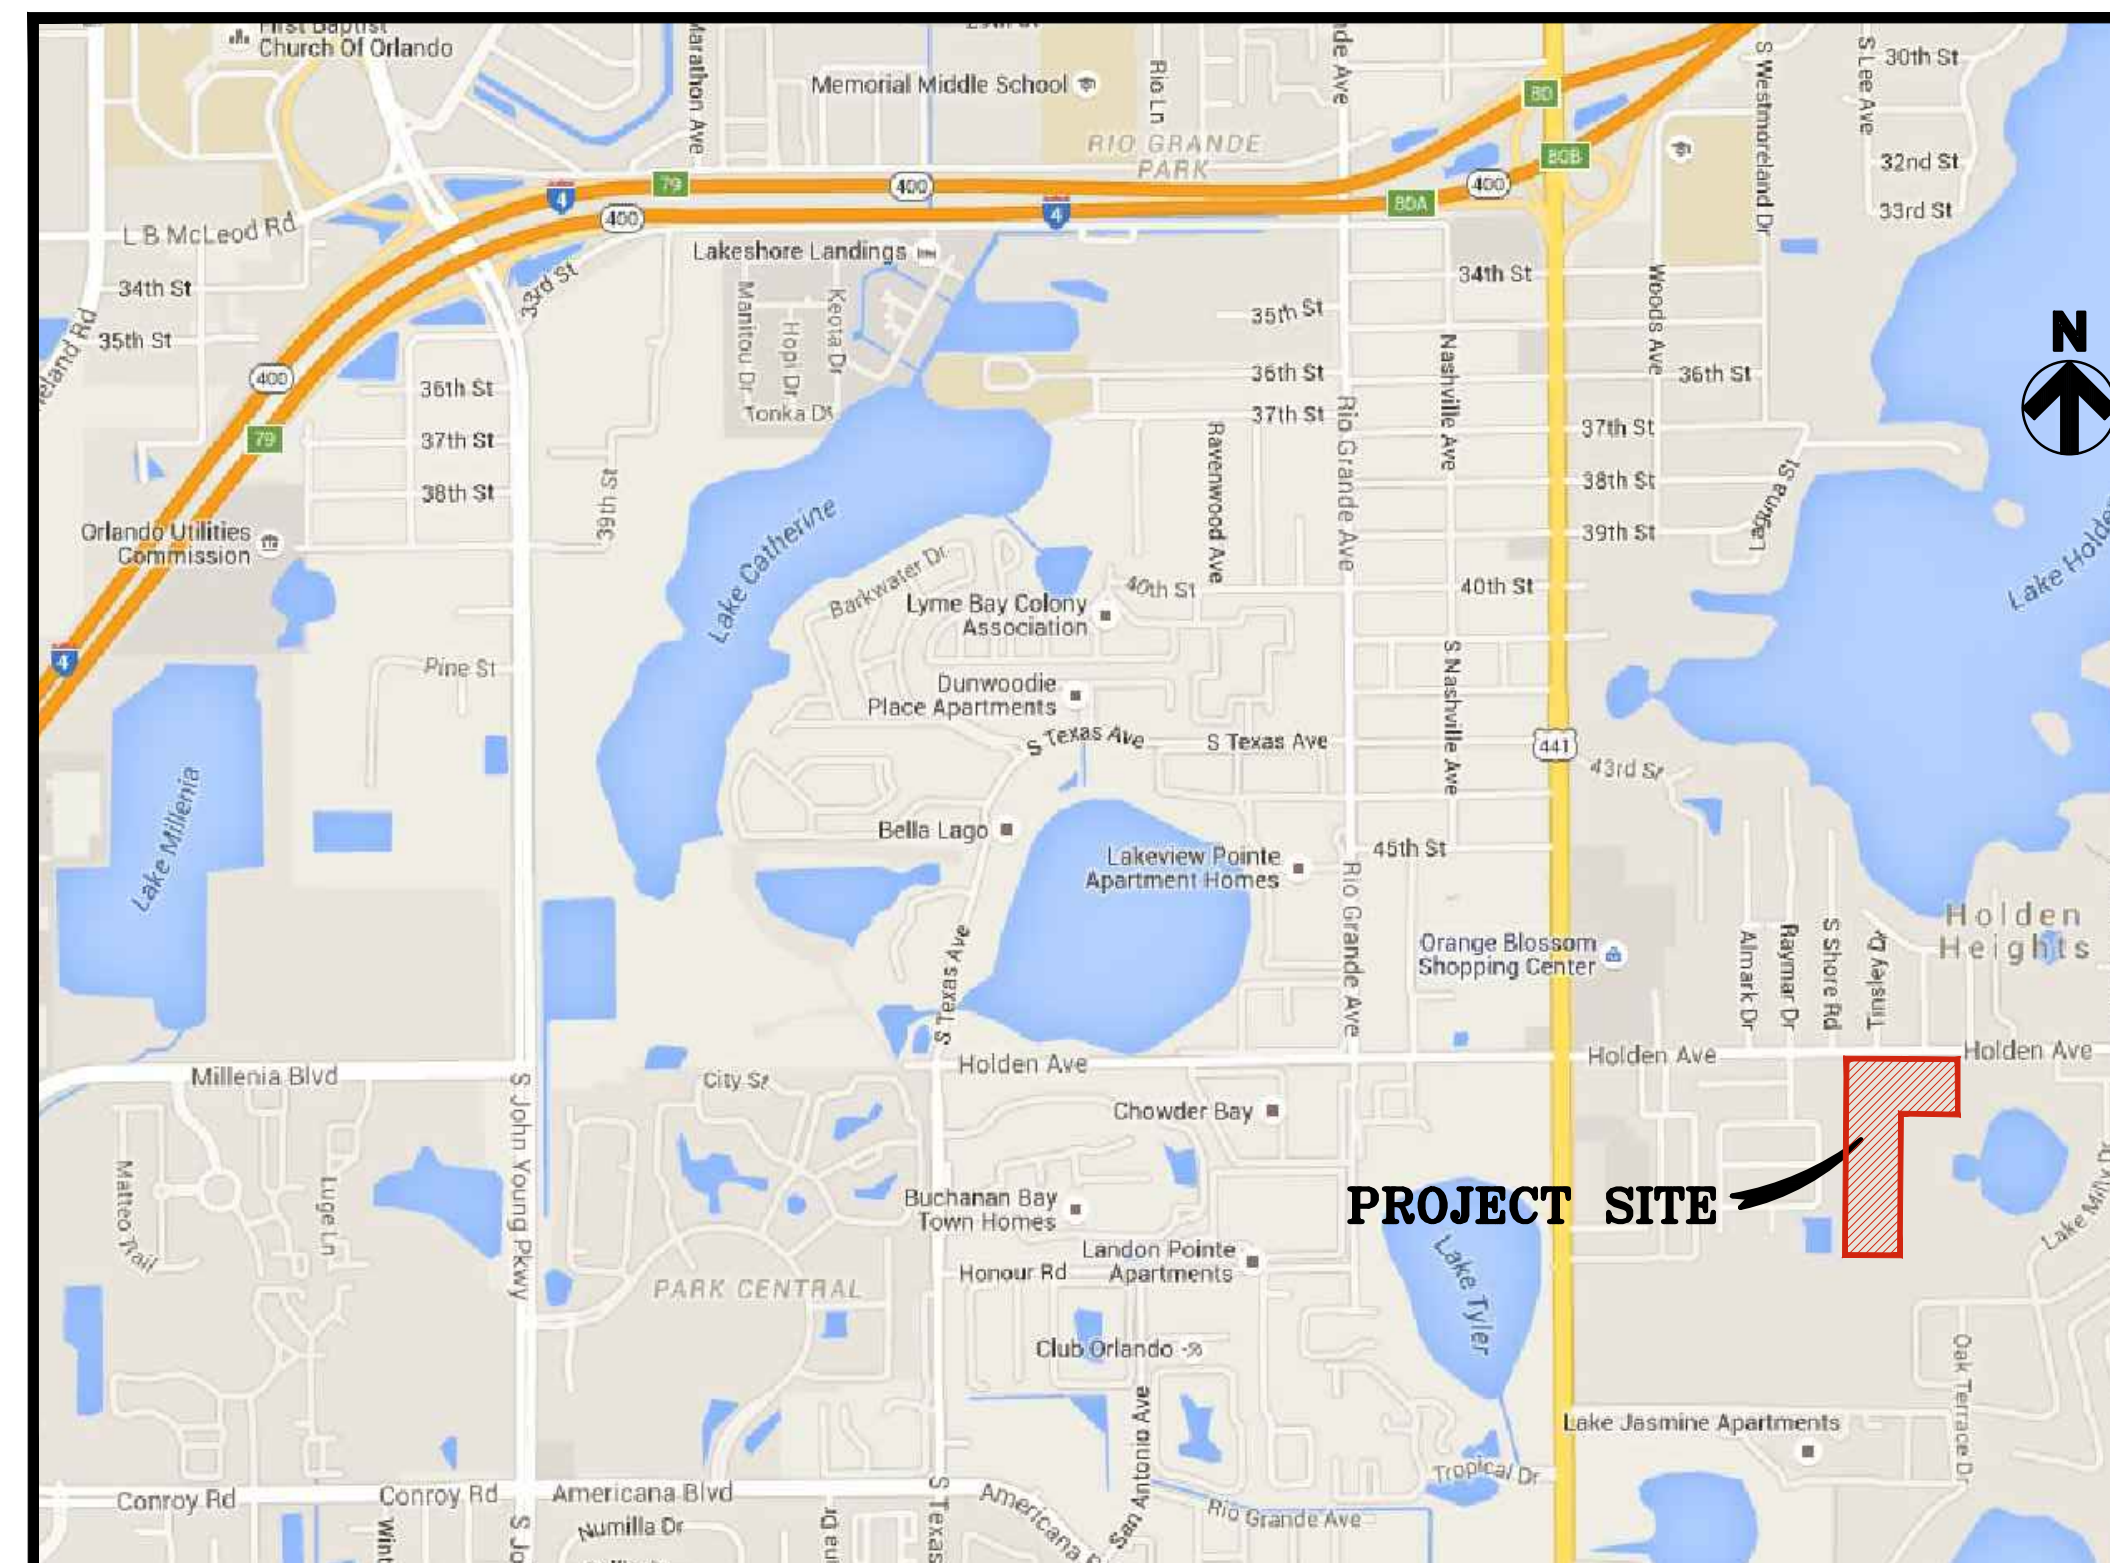 First Baptist
Church Of Orlando
Marathon Ave
Memorial Middle School
Rio Ln
RIO GRANDE
PARK
80
80B
S Westmoreland Dr
S Lee Ave
30th St
32nd St
33rd St
79
400
4
400
4
80A
400
400
L B McLeod Rd
34th St
35th St
33rd St
Lakeshore Landings
Manitou Dr
Hopi Dr
Keota Dr
Tonka Dr
35th St
36th St
37th St
34th St
Nashville Ave
Woods Ave
36th St
N
400
79
36th St
37th St
38th St
39th St
Orlando Utilities
Commission
4
Pine St
Lake Catherine
Barkwater Dr
Lyme Bay Colony
Association
40th St
Ravenwood Ave
Rio Grande Ave
37th St
38th St
39th St
Laguna St
40th St
Dunwoodie
Place Apartments
S Texas Ave
S Texas Ave
S Nashville Ave
441
43rd St
Lake Millenia
Bella Lago
Lakeview Pointe
Apartment Homes
45th St
Rio Grande Ave
Orange Blossom
Shopping Center
Almark Dr
Raymar Dr
S Shore Rd
Tinsley Dr
Holden
Heights
S Texas Ave
Millenia Blvd
City St
Holden Ave
Holden Ave
Holden Ave
S John Young Pkwy
Chowder Bay
Matteo Trail
Luge Ln
Buchanan Bay
Town Homes
PROJECT SITE
Landon Pointe
Apartments
Honour Rd
PARK CENTRAL
Lake Tyler
Club Orlando
Oak Terrace Dr
Lake Jasmine Apartments
San Antonio Ave
Tropical Dr
Conroy Rd
Conroy Rd
Americana Blvd
Americana
Rio Grande Ave
Numilla Dr
S Texas